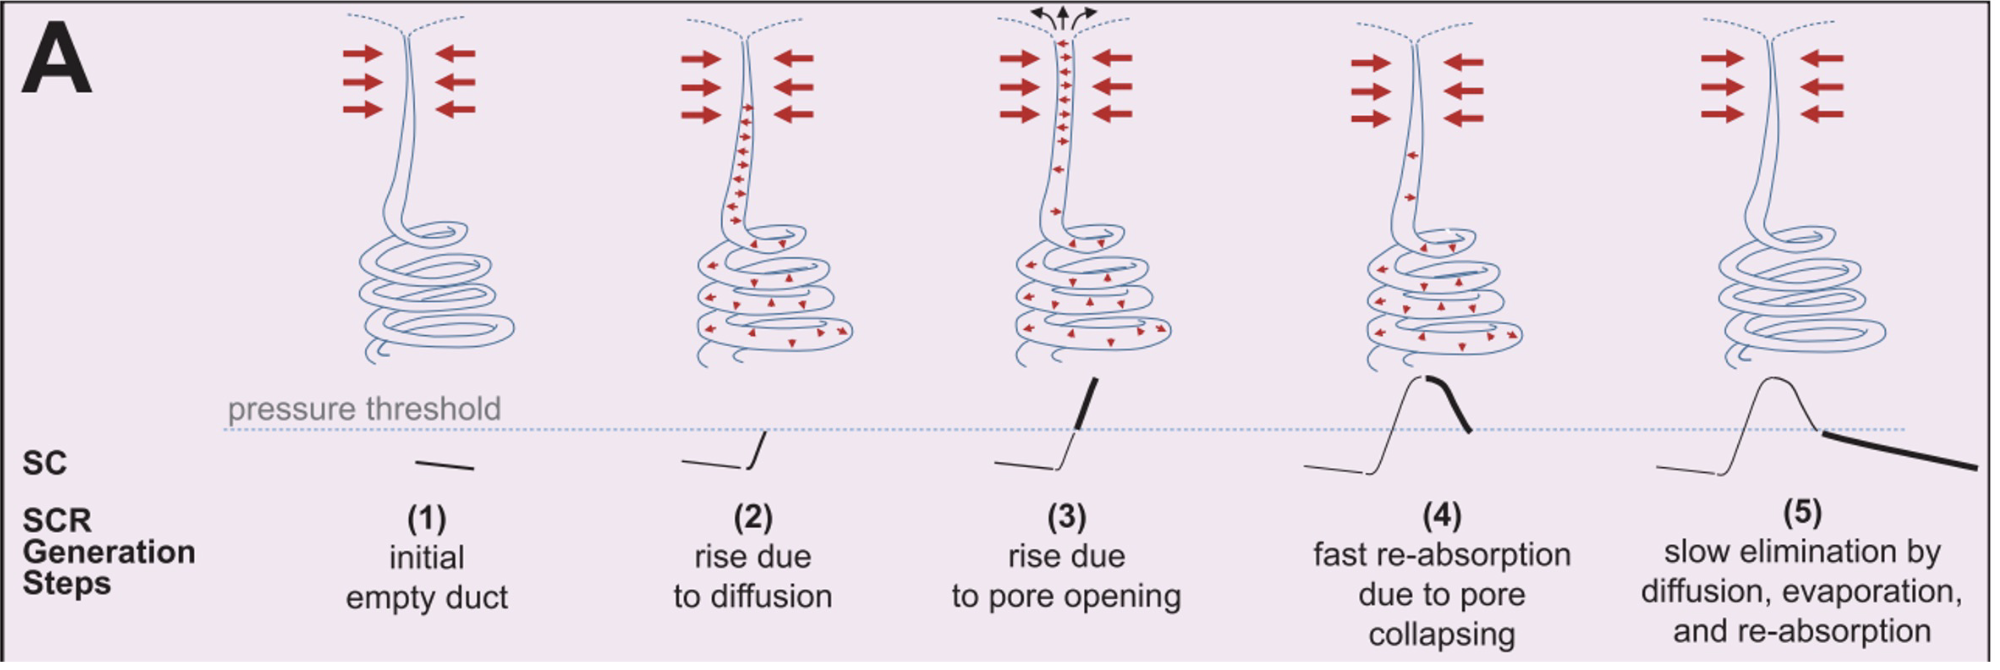 A
pressure threshold
SC
SCR
Generation
Steps
(1)
initial
empty duct
(2)
rise due
to diffusion
(3)
rise due
to pore opening
(4)
fast re-absorption
due to pore
collapsing
(5)
slow elimination by
diffusion, evaporation,
and re-absorption